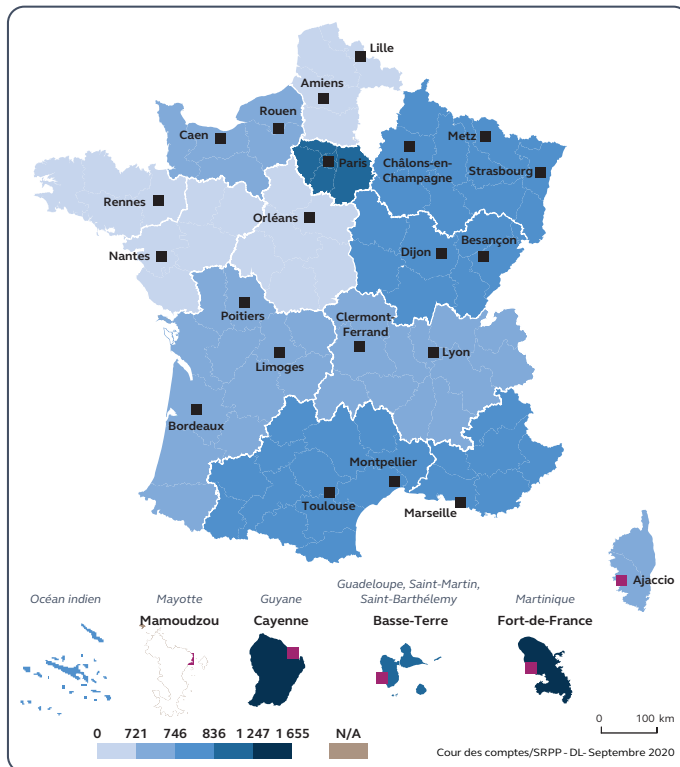 Lille
Amiens
Rouen
Caen
Metz
Paris
Châlons-en-
Champagne
Strasbourg
Rennes
Orléans
Nantes
Dijon
Besançon
Poitiers
Clermont-
Ferrand
Limoges
Lyon
Bordeaux
Montpellier
Toulouse
Marseille
Ajaccio
Océan indien
Mayotte
Mamoudzou
Guyane
Cayenne
Guadeloupe, Saint-Martin,
Saint-Barthélemy
Basse-Terre
Martinique
Fort-de-France
0 100 km
0 721 746 836 1 247 1 655 N/A
Cour des comptes/SRPP - DL- Septembre 2020